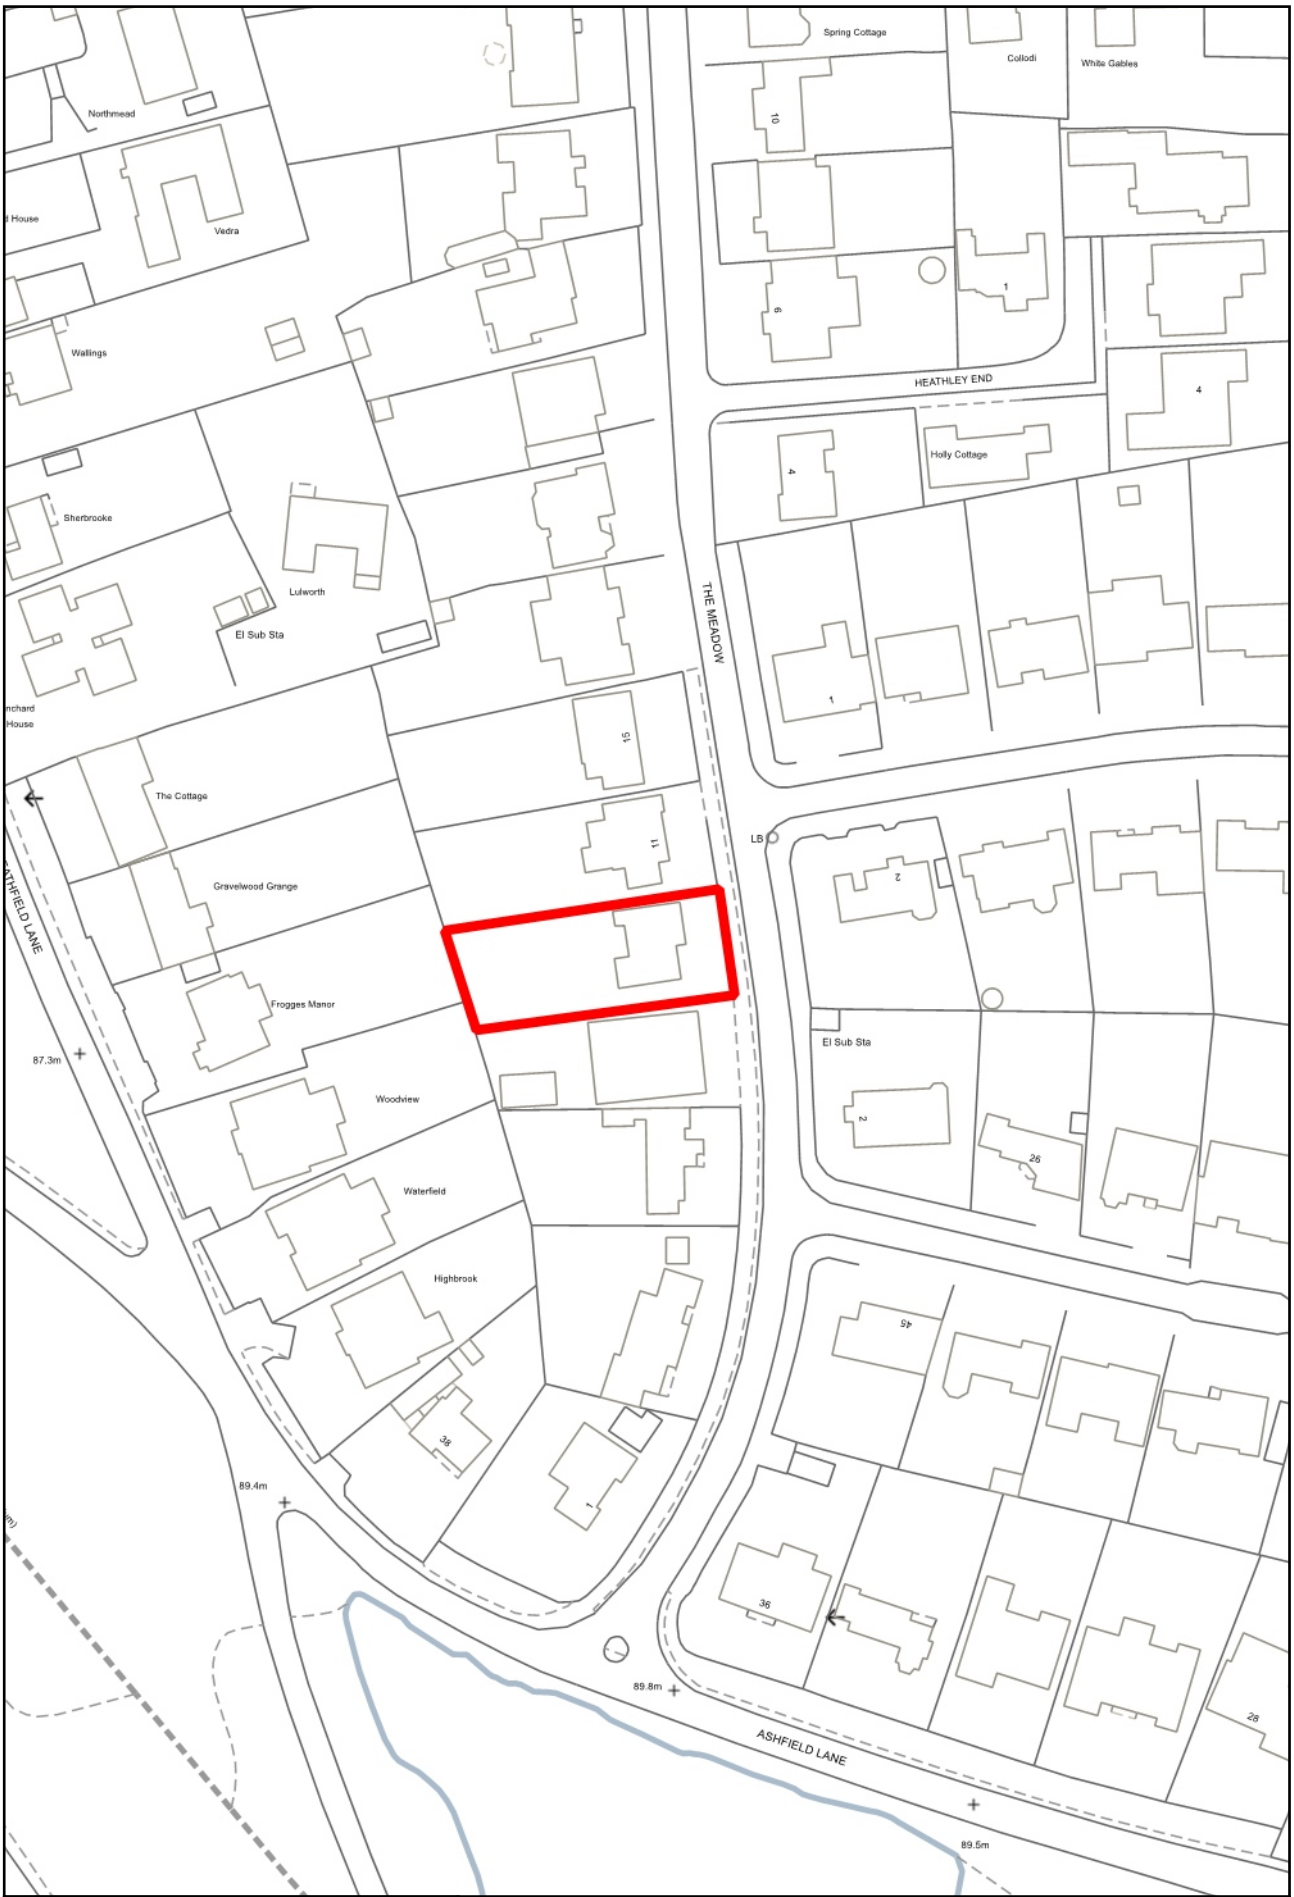 Spring Cottage
Collodi
White Gables
Northmead
10
House
Vedra
1
6
Wallings
HEATHLEY END
4
4
Holly Cottage
Sherbrooke
Lulworth
El Sub Sta
THE MEADOW
1
House
15
The Cottage
11
LB
2
Gravelwood Grange
Frogges Manor
87.3m
El Sub Sta
Woodview
2
26
Waterfield
Highbrook
45
38
89.4m
1
36
89.8m
28
ASHFIELD LANE
89.5m